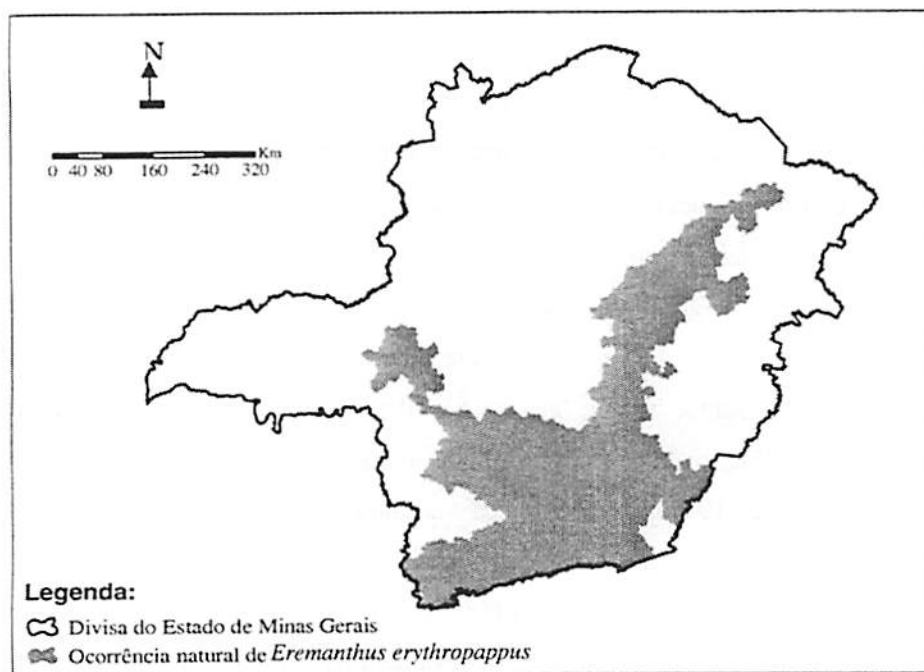 N
Km
0 40 80 160 240 320
Legenda:
Divisa do Estado de Minas Gerais
Ocorrência natural de Eremanthus erythropappus